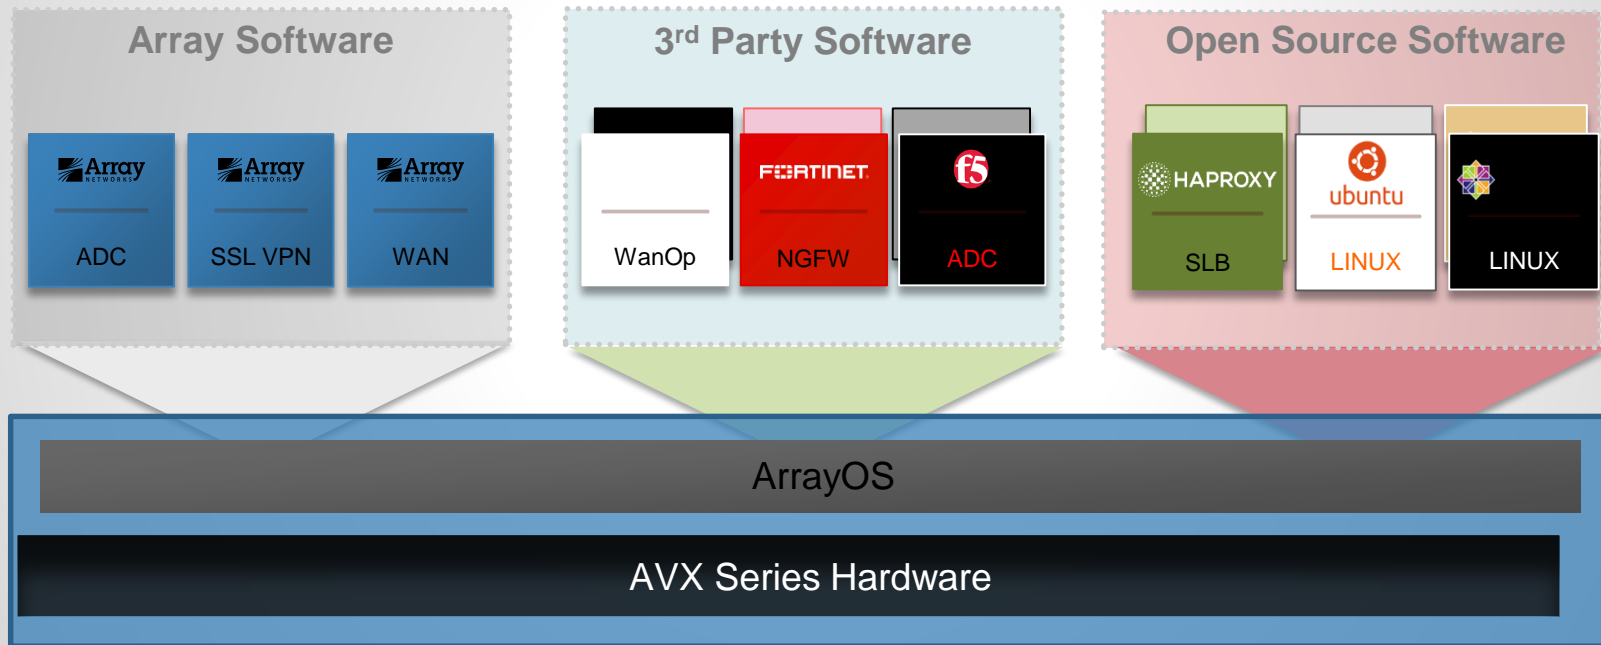 Array Software
3rd Party Software
Open Source Software
Array
NETWORKS
ADC
Array
NETWORKS
SSL VPN
Array
NETWORKS
WAN
WanOp
FORTINET
NGFW
f5
ADC
HAPROXY
SLB
ubuntu
LINUX
LINUX
ArrayOS
AVX Series Hardware